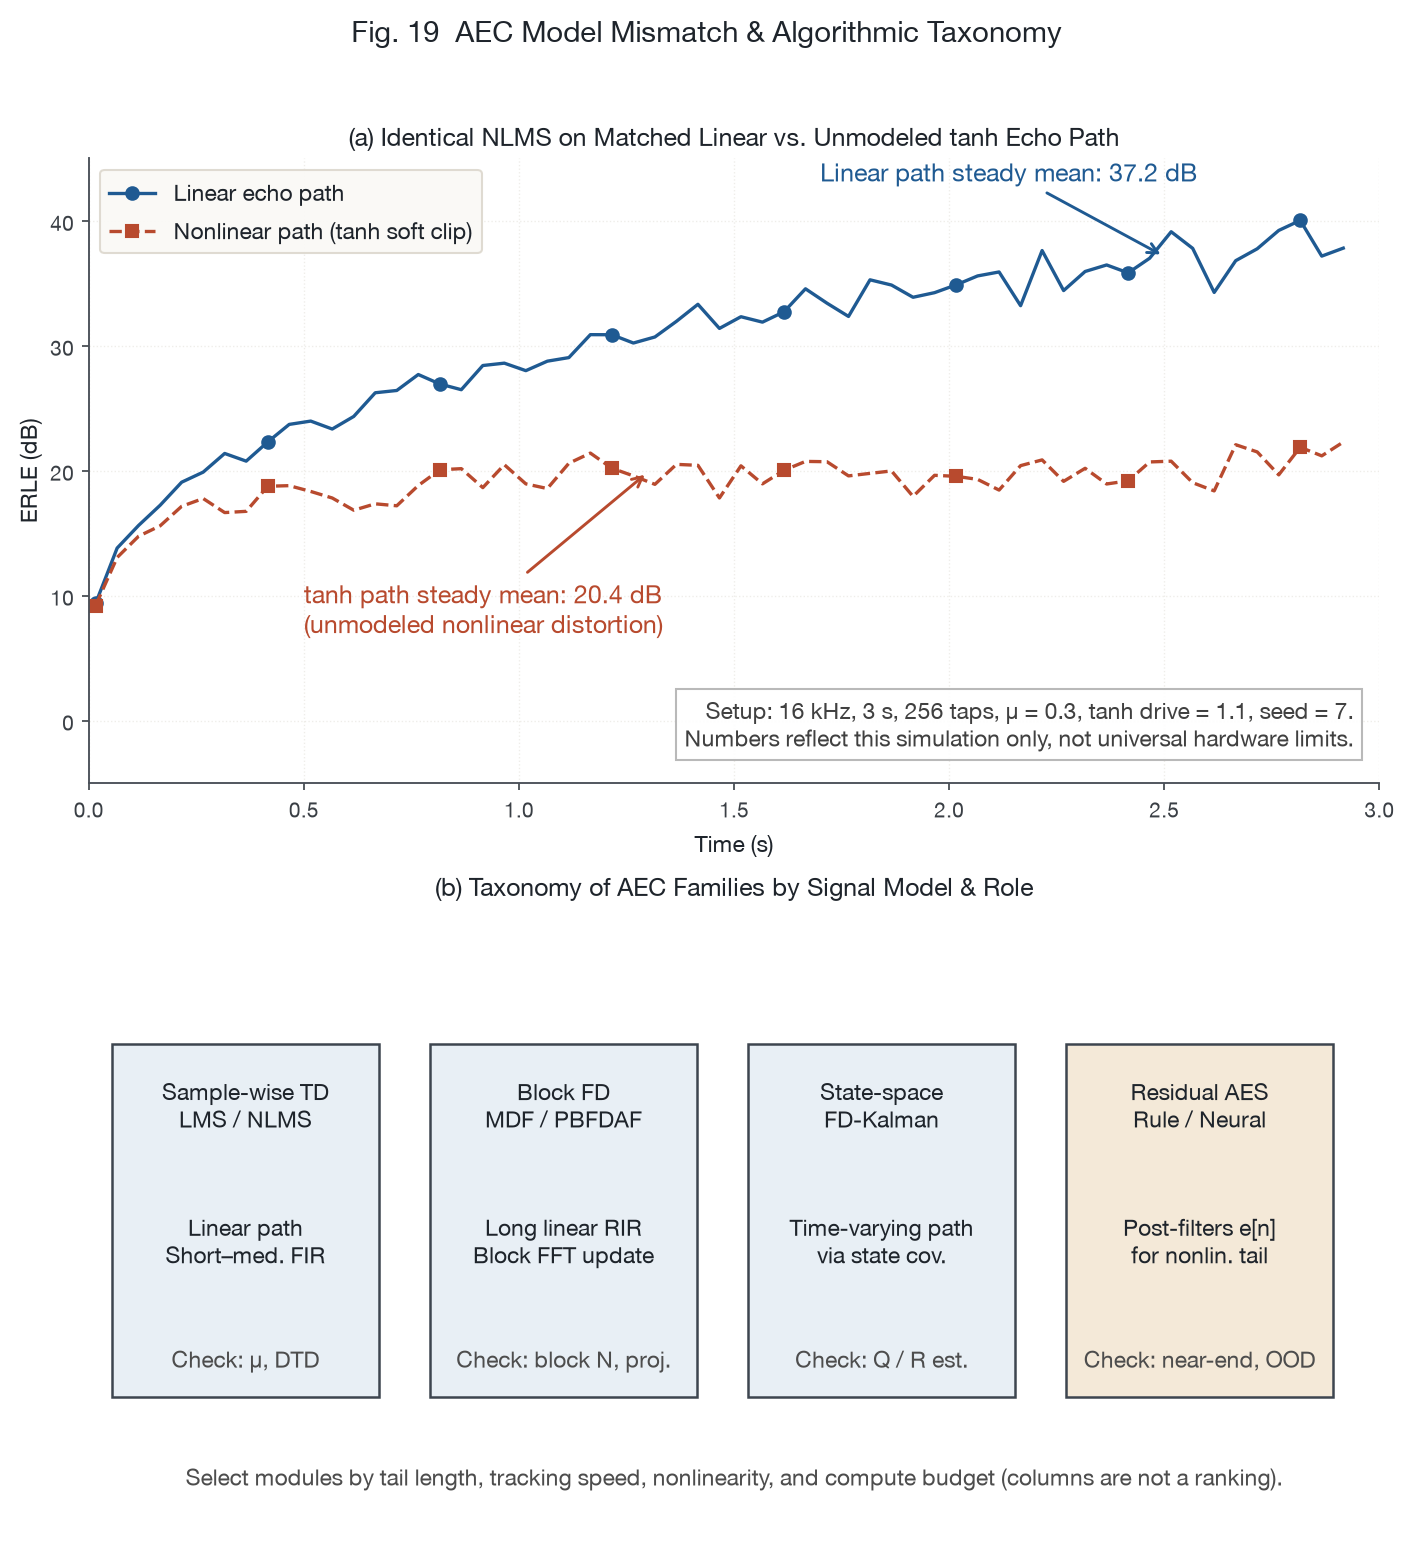 Fig. 19  AEC Model Mismatch & Algorithmic Taxonomy
(a) Identical NLMS on Matched Linear vs. Unmodeled tanh Echo Path
Linear echo path
Nonlinear path (tanh soft clip)
Linear path steady mean: 37.2 dB
tanh path steady mean: 20.4 dB
(unmodeled nonlinear distortion)
Setup: 16 kHz, 3 s, 256 taps, μ = 0.3, tanh drive = 1.1, seed = 7.
Numbers reflect this simulation only, not universal hardware limits.
ERLE (dB)
40
30
20
10
0
0.0
0.5
1.0
1.5
2.0
2.5
3.0
Time (s)
(b) Taxonomy of AEC Families by Signal Model & Role
Sample-wise TD
LMS / NLMS
Linear path
Short–med. FIR
Check: μ, DTD
Block FD
MDF / PBFDAF
Long linear RIR
Block FFT update
Check: block N, proj.
State-space
FD-Kalman
Time-varying path
via state cov.
Check: Q / R est.
Residual AES
Rule / Neural
Post-filters e[n]
for nonlin. tail
Check: near-end, OOD
Select modules by tail length, tracking speed, nonlinearity, and compute budget (columns are not a ranking).